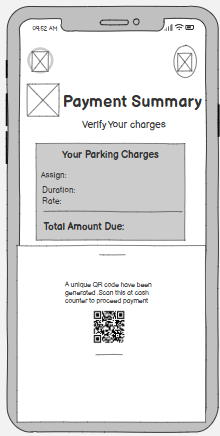 09:52 AM
Payment Summary
Verify Your charges
Your Parking Charges
Assign:
Duration:
Rate:
Total Amount Due:
A unique QR code have been
generated .Scan this at cash
counter to proceed payment